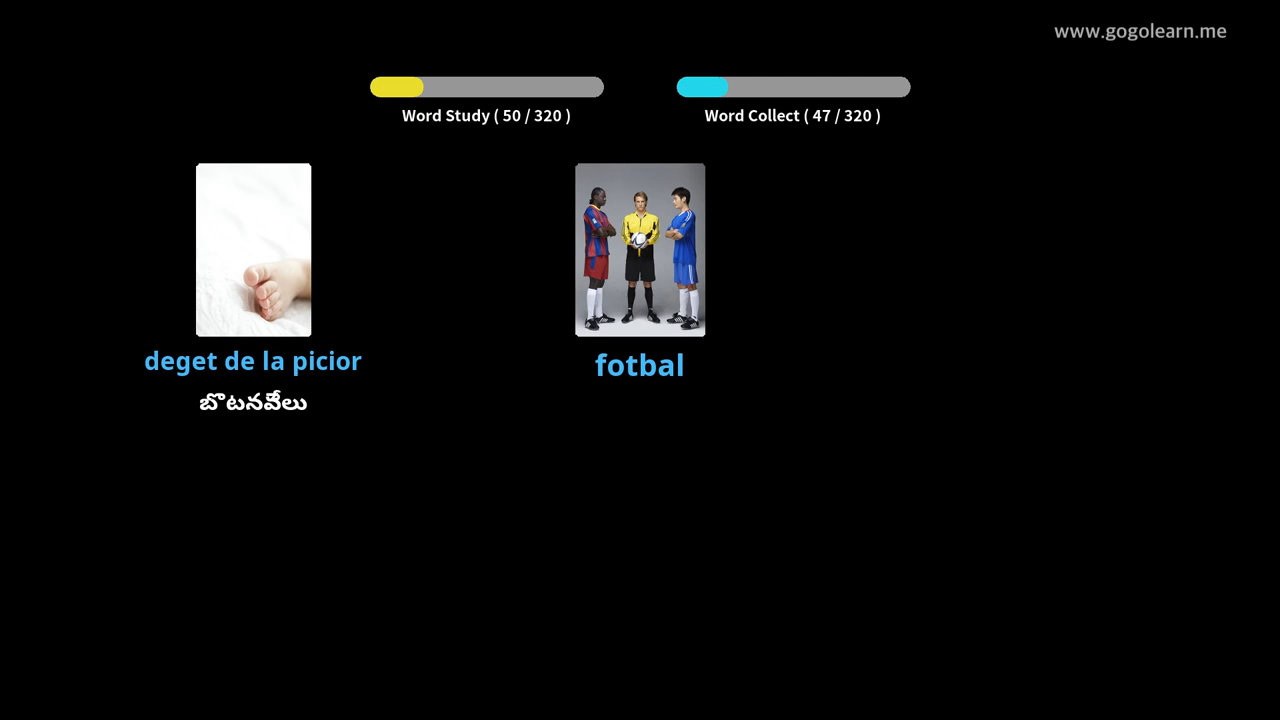 www.gogolearn.me
Word Study ( 50 / 320 )
Word Collect ( 47 / 320 )
deget de la picior
fotbal
బొటనవ్రేలు